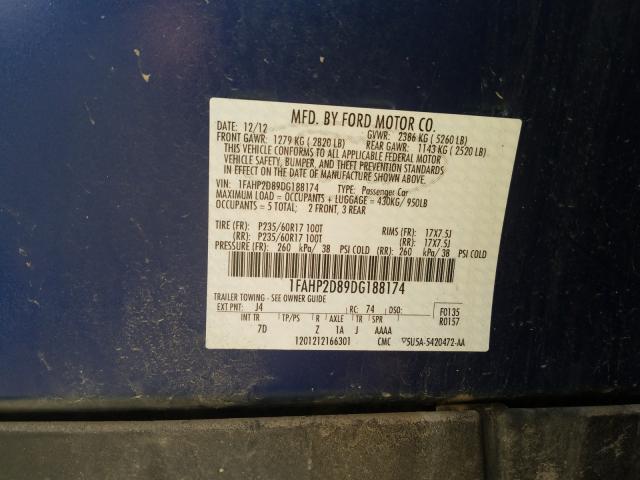 MFD. BY FORD MOTOR CO.
DATE: 12/12 GVWR: 2386 KG ( 5260 LB)
FRONT GAWR: 1279 KG ( 2820 LB) REAR GAWR: 1143 KG ( 2520 LB)
THIS VEHICLE CONFORMS TO ALL APPLICABLE FEDERAL MOTOR
VEHICLE SAFETY, BUMPER, AND THEFT PREVENTION STANDARDS
IN EFFECT ON THE DATE OF MANUFACTURE SHOWN ABOVE.
VIN: 1FAHP2D89DG188174 TYPE: Passenger Car
MAXIMUM LOAD = OCCUPANTS + LUGGAGE = 430KG/ 950LB
OCCUPANTS = 5 TOTAL; 2 FRONT, 3 REAR
TIRE (FR): P235/60R17 100T RIMS (FR): 17X7.5J
(RR): P235/60R17 100T (RR): 17X7.5J
PRESSURE (FR): 260 kPa/ 38 PSI COLD (RR): 260 kPa/ 38 PSI COLD
1FAHP2D89DG188174
TRAILER TOWING - SEE OWNER GUIDE
EXT PNT: J4 RC: 74 DSO: F0135
INT TR TP/PS R AXLE TR SPR R0157
7D Z 1A J AAAA
1201212166301 CMC 5U5A-5420472-AA